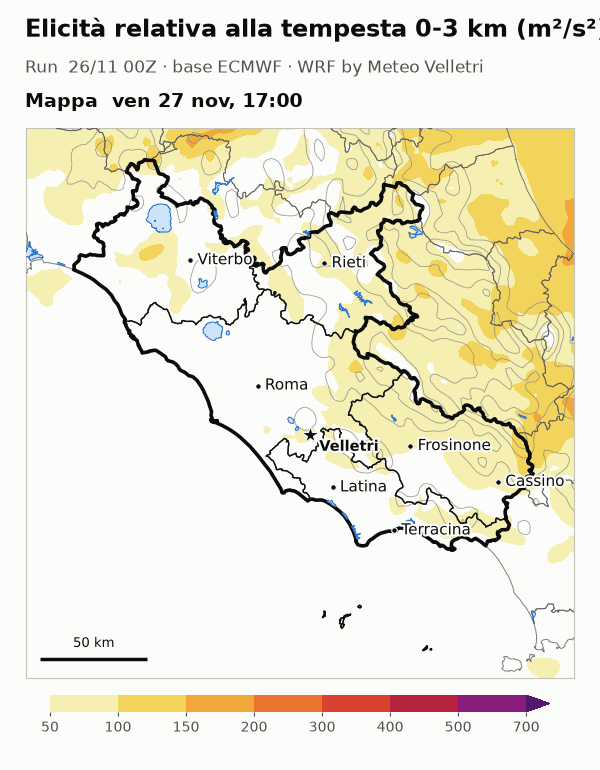 Elicità relativa alla tempesta 0-3 km (m²/s²)
Run 26/11 00Z · base ECMWF · WRF by Meteo Velletri
Mappa ven 27 nov, 17:00
Viterbo
Rieti
Roma
Velletri
Frosinone
Cassino
Latina
Terracina
50 km
50 100 150 200 300 400 500 700